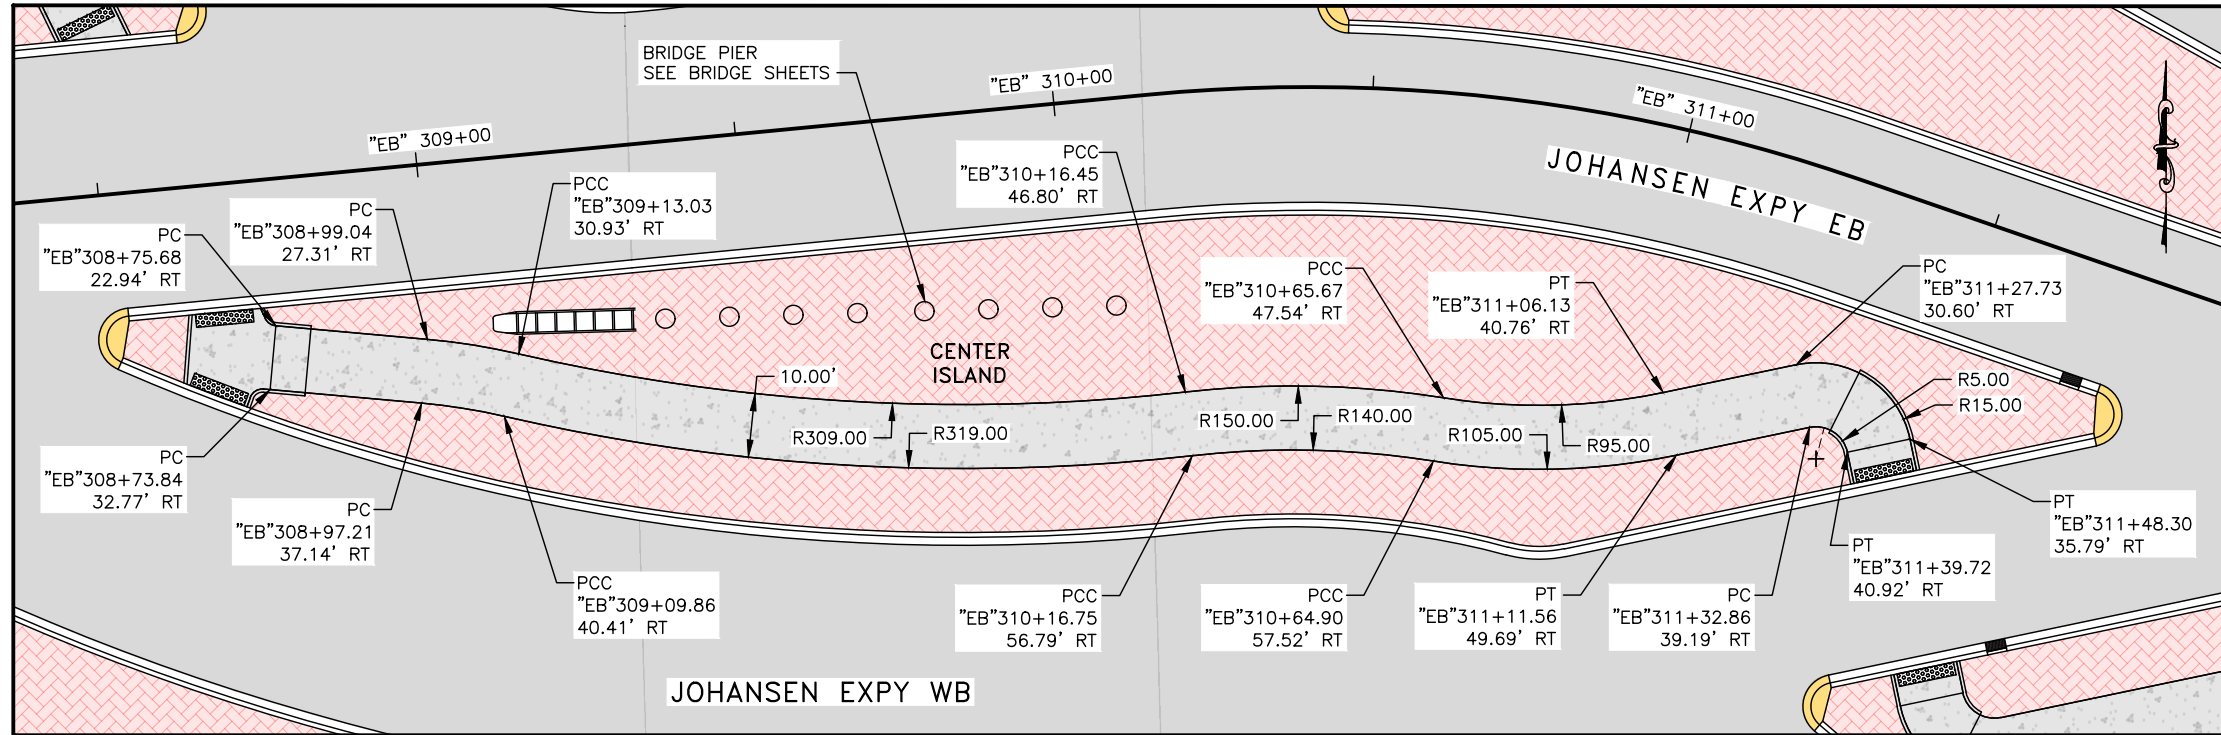 BRIDGE PIER
SEE BRIDGE SHEETS
"EB" 310+00
"EB" 311+00
"EB" 309+00
JOHANSEN EXPY EB
PCC
"EB"310+16.45
46.80' RT
PCC
"EB"309+13.03
30.93' RT
PC
"EB"308+99.04
27.31' RT
PC
"EB"308+75.68
22.94' RT
PCC
"EB"310+65.67
47.54' RT
PT
"EB"311+06.13
40.76' RT
PC
"EB"311+27.73
30.60' RT
CENTER
ISLAND
10.00'
R5.00
R15.00
R309.00
R319.00
R150.00
R140.00
R105.00
R95.00
PC
"EB"308+73.84
32.77' RT
PC
"EB"308+97.21
37.14' RT
PCC
"EB"309+09.86
40.41' RT
PCC
"EB"310+16.75
56.79' RT
PCC
"EB"310+64.90
57.52' RT
PT
"EB"311+11.56
49.69' RT
PC
"EB"311+32.86
39.19' RT
PT
"EB"311+39.72
40.92' RT
PT
"EB"311+48.30
35.79' RT
JOHANSEN EXPY WB